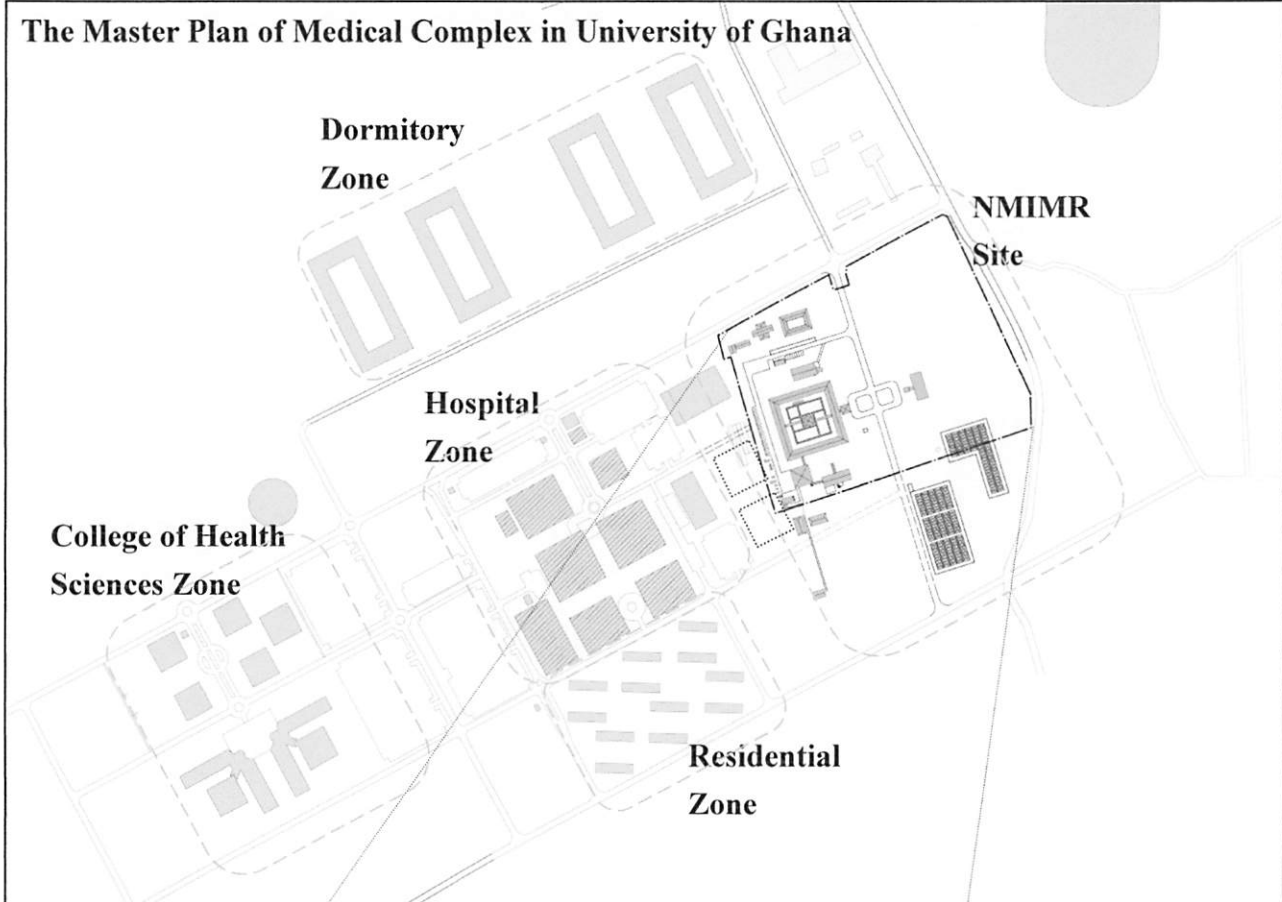 The Master Plan of Medical Complex in University of Ghana
Dormitory
Zone
NMIMR
Site
Hospital
Zone
College of Health
Sciences Zone
Residential
Zone